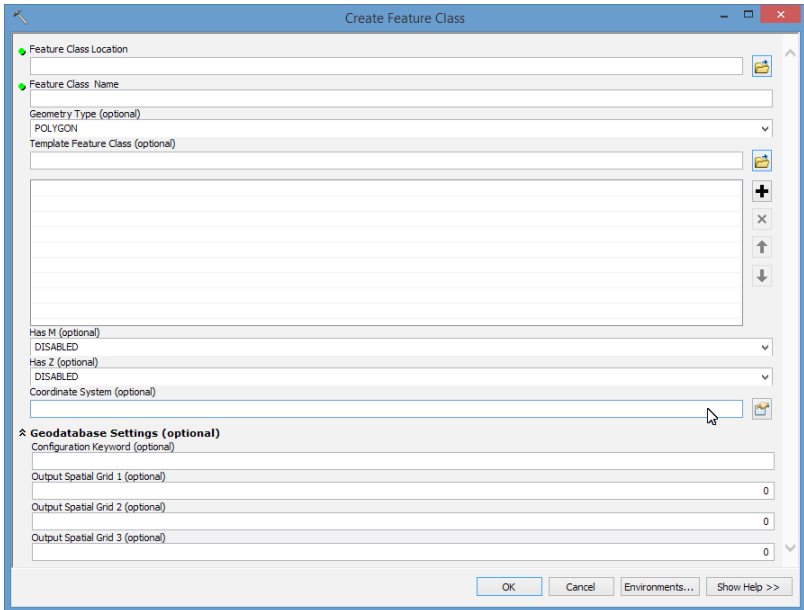 Create Feature Class
Feature Class Location
Feature Class Name
Geometry Type (optional)
POLYGON
Template Feature Class (optional)
Has M (optional)
DISABLED
Has Z (optional)
DISABLED
Coordinate System (optional)
Geodatabase Settings (optional)
Configuration Keyword (optional)
Output Spatial Grid 1 (optional)
0
Output Spatial Grid 2 (optional)
0
Output Spatial Grid 3 (optional)
0
OK Cancel Environments... Show Help >>